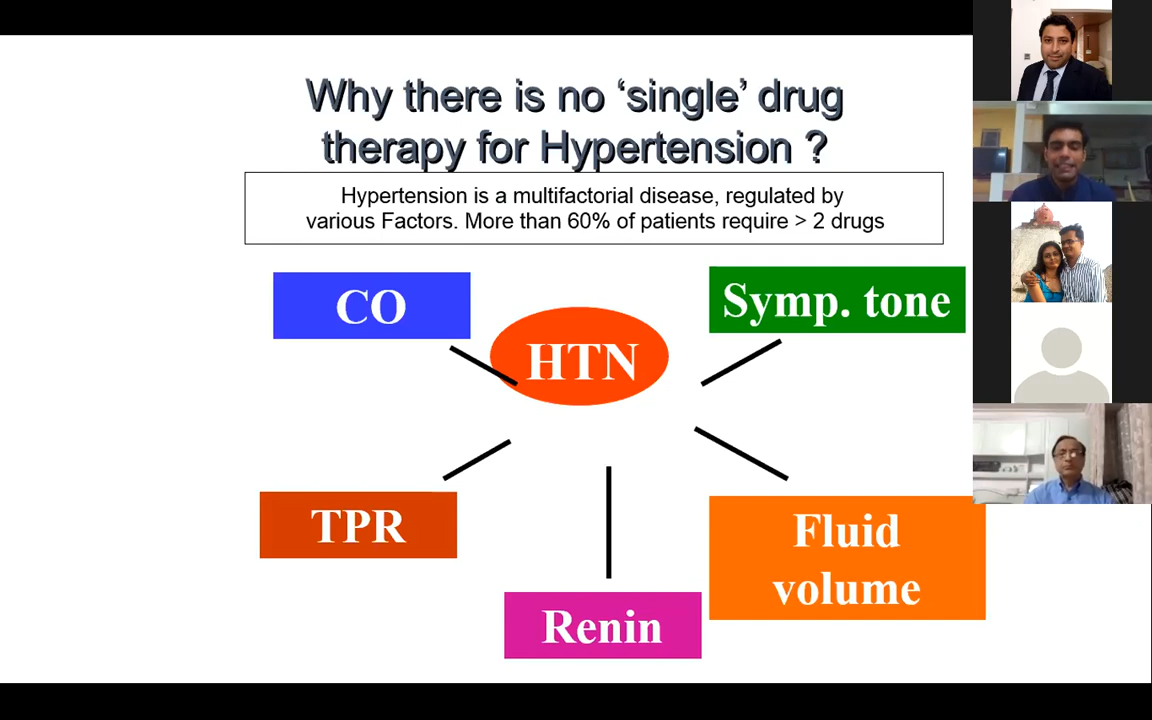 Why there is no ‘single’ drug
therapy for Hypertension ?
Hypertension is a multifactorial disease, regulated by
various Factors. More than 60% of patients require > 2 drugs
CO
Symp. tone
HTN
TPR
Fluid
volume
Renin